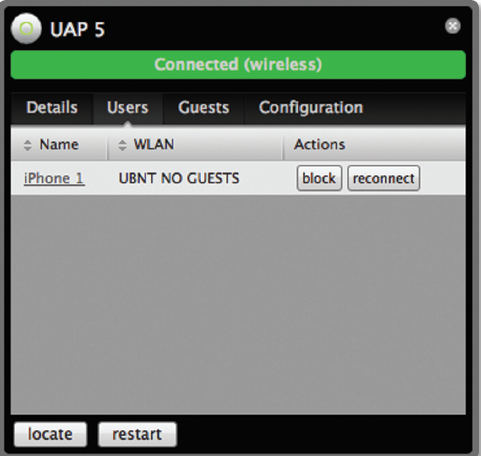 UAP 5
Connected (wireless)
Details Users Guests Configuration
Name WLAN Actions
iPhone 1 UBNT NO GUESTS block reconnect
locate restart